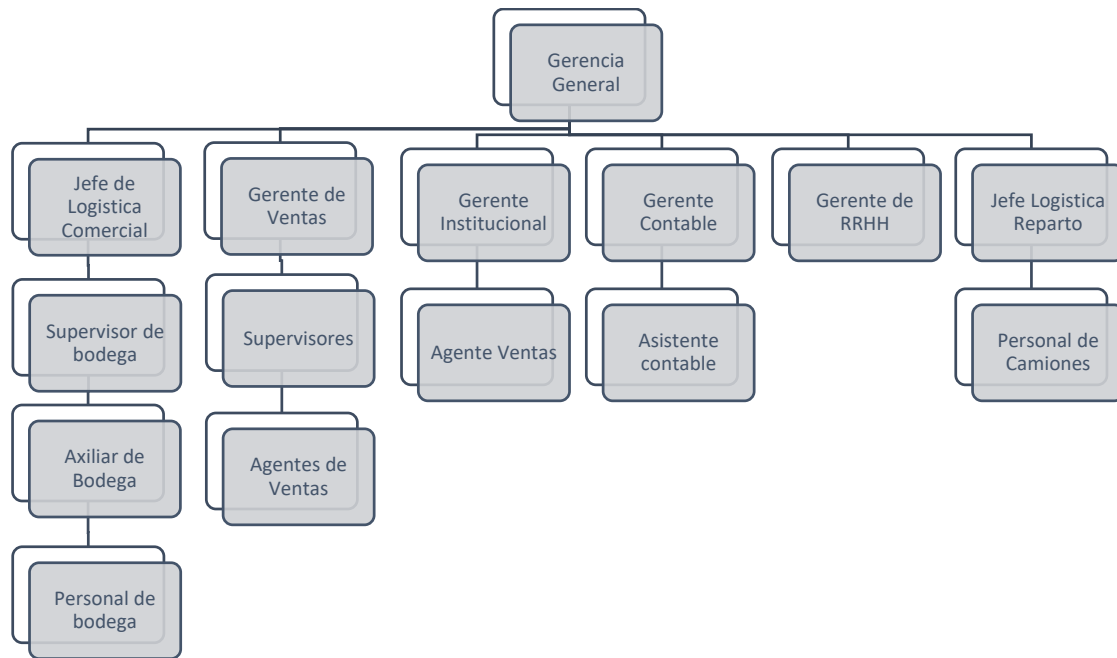 Gerencia
General
Jefe de
Logistica
Comercial
Gerente de
Ventas
Gerente
Institucional
Gerente
Contable
Gerente de
RRHH
Jefe Logistica
Reparto
Supervisor de
bodega
Supervisores
Agente Ventas
Asistente
contable
Personal de
Camiones
Axiliar de
Bodega
Agentes de
Ventas
Personal de
bodega